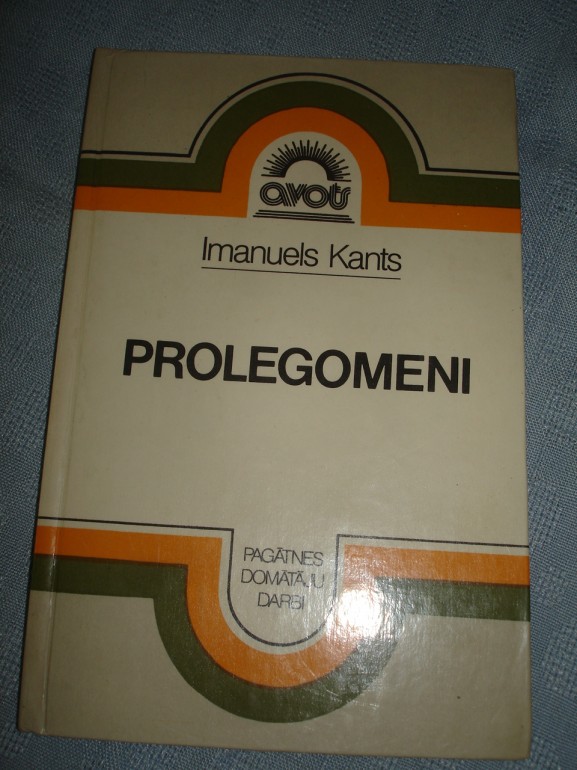 avots
Imanuels Kants
PROLEGOMENI
PAGĀTNES
DOMĀTĀJU
DARBI